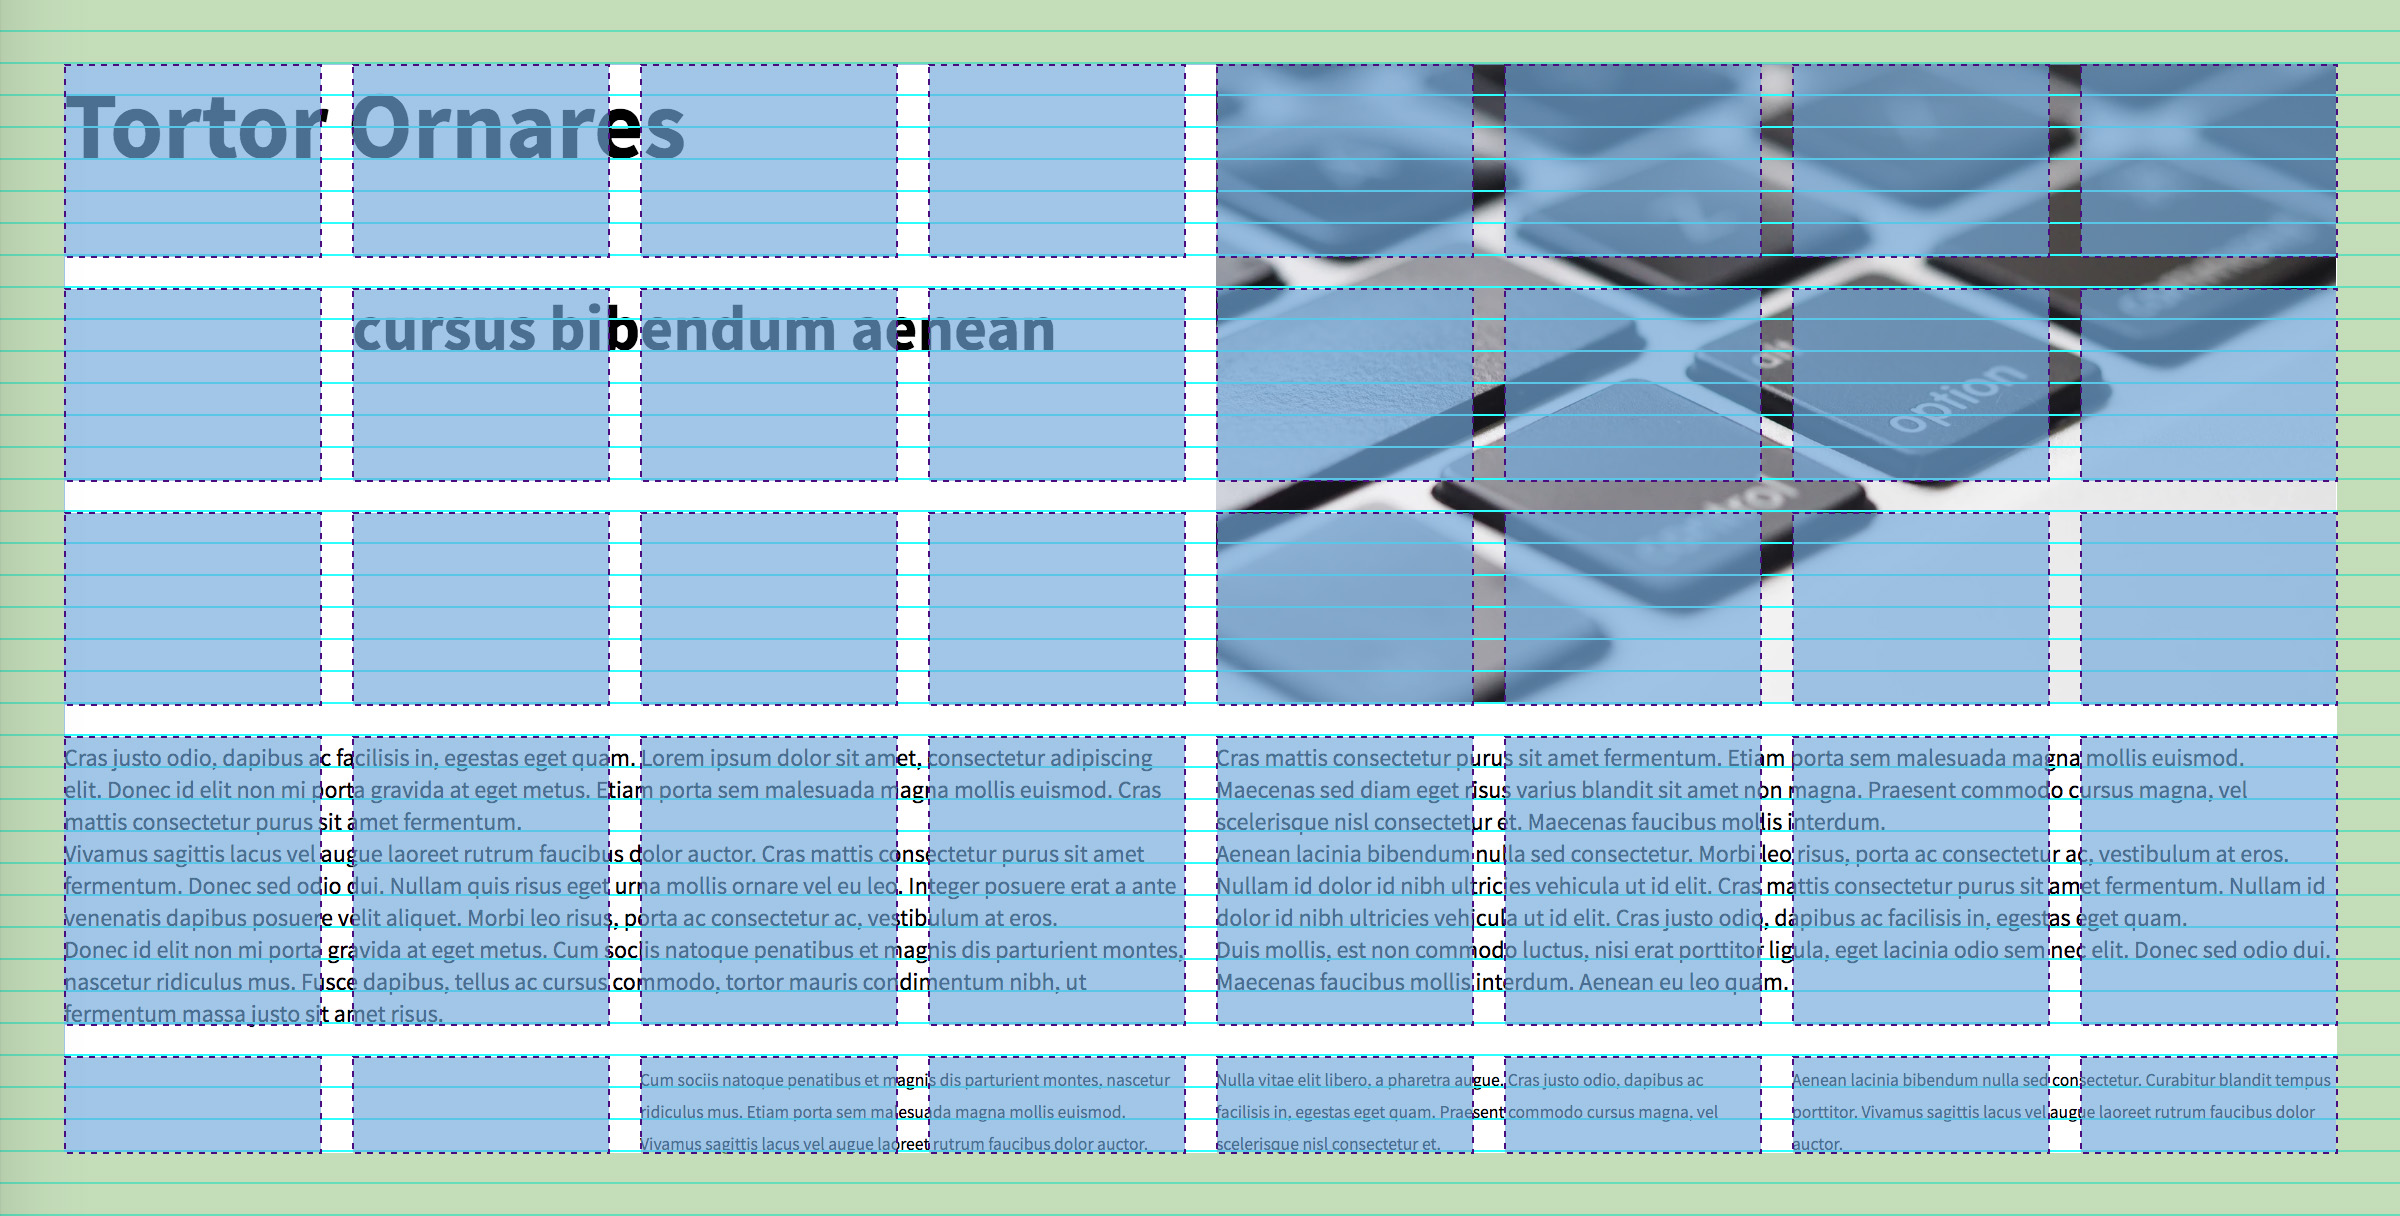 Tortor Ornares
cursus bibendum aenean
alt
option
command
control
Cras justo odio, dapibus ac facilisis in, egestas eget quam. Lorem ipsum dolor sit amet, consectetur adipiscing
elit. Donec id elit non mi porta gravida at eget metus. Etiam porta sem malesuada magna mollis euismod. Cras
mattis consectetur purus sit amet fermentum.
Vivamus sagittis lacus vel augue laoreet rutrum faucibus dolor auctor. Cras mattis consectetur purus sit amet
fermentum. Donec sed odio dui. Nullam quis risus eget urna mollis ornare vel eu leo. Integer posuere erat a ante
venenatis dapibus posuere velit aliquet. Morbi leo risus, porta ac consectetur ac, vestibulum at eros.
Donec id elit non mi porta gravida at eget metus. Cum sociis natoque penatibus et magnis dis parturient montes,
nascetur ridiculus mus. Fusce dapibus, tellus ac cursus commodo, tortor mauris condimentum nibh, ut
fermentum massa justo sit amet risus.
Cras mattis consectetur purus sit amet fermentum. Etiam porta sem malesuada magna mollis euismod.
Maecenas sed diam eget risus varius blandit sit amet non magna. Praesent commodo cursus magna, vel
scelerisque nisl consectetur et. Maecenas faucibus mollis interdum.
Aenean lacinia bibendum nulla sed consectetur. Morbi leo risus, porta ac consectetur ac, vestibulum at eros.
Nullam id dolor id nibh ultricies vehicula ut id elit. Cras mattis consectetur purus sit amet fermentum. Nullam id
dolor id nibh ultricies vehicula ut id elit. Cras justo odio, dapibus ac facilisis in, egestas eget quam.
Duis mollis, est non commodo luctus, nisi erat porttitor ligula, eget lacinia odio sem nec elit. Donec sed odio dui.
Maecenas faucibus mollis interdum. Aenean eu leo quam.
Cum sociis natoque penatibus et magnis dis parturient montes, nascetur
ridiculus mus. Etiam porta sem malesuada magna mollis euismod.
Vivamus sagittis lacus vel augue laoreet rutrum faucibus dolor auctor.
Nulla vitae elit libero, a pharetra augue. Cras justo odio, dapibus ac
facilisis in, egestas eget quam. Praesent commodo cursus magna, vel
scelerisque nisl consectetur et.
Aenean lacinia bibendum nulla sed consectetur. Curabitur blandit tempus
porttitor. Vivamus sagittis lacus vel augue laoreet rutrum faucibus dolor
auctor.